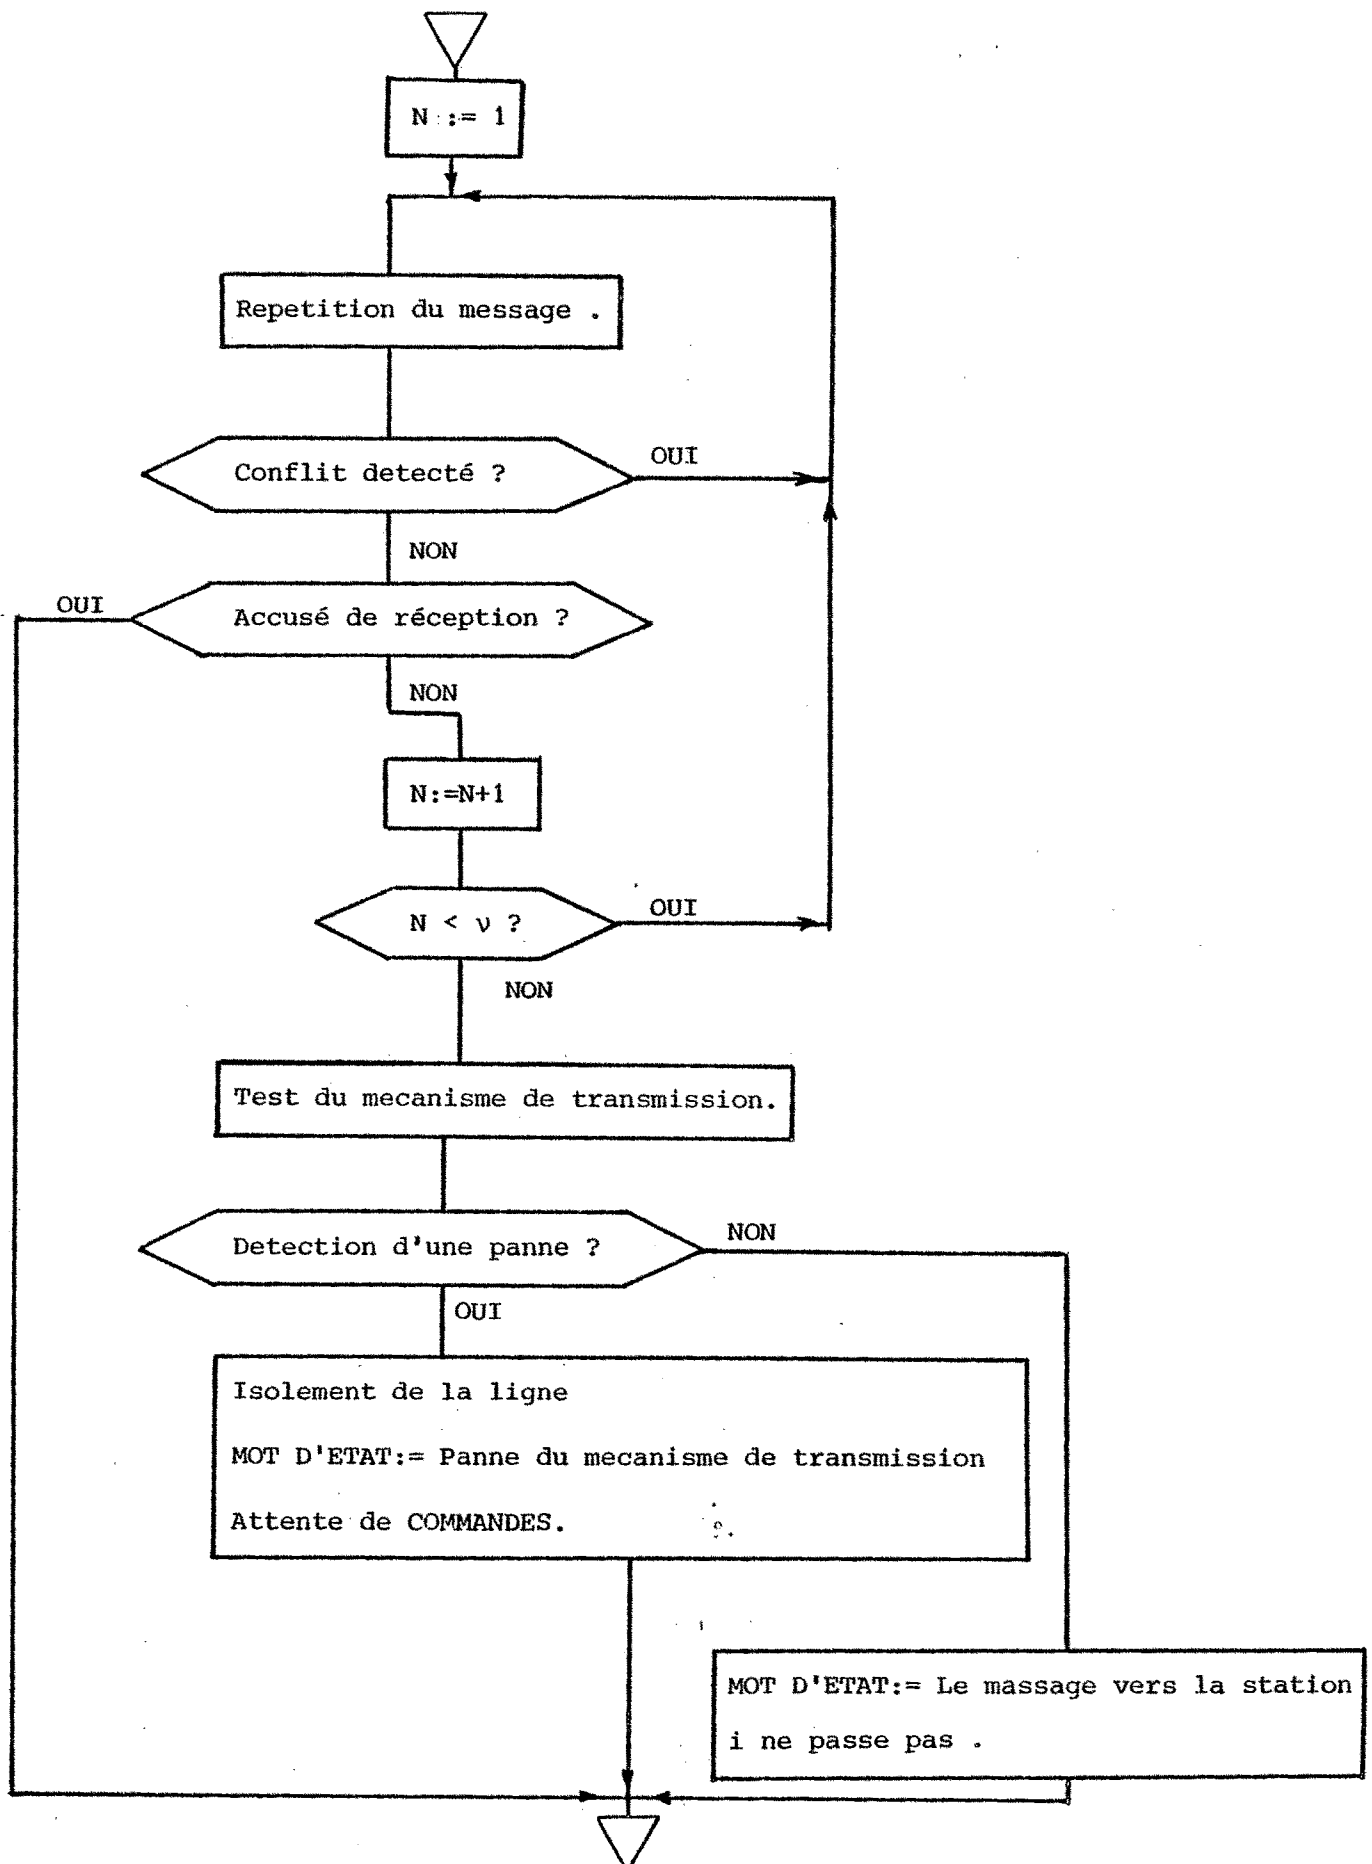 N := 1
Repetition du message .
Conflit detecté ?
OUI
NON
OUI
Accusé de réception ?
NON
N:=N+1
N < ν ?
OUI
NON
Test du mecanisme de transmission.
Detection d'une panne ?
NON
OUI
Isolement de la ligne
MOT D'ETAT:= Panne du mecanisme de transmission
Attente de COMMANDES.
MOT D'ETAT:= Le massage vers la station
i ne passe pas .